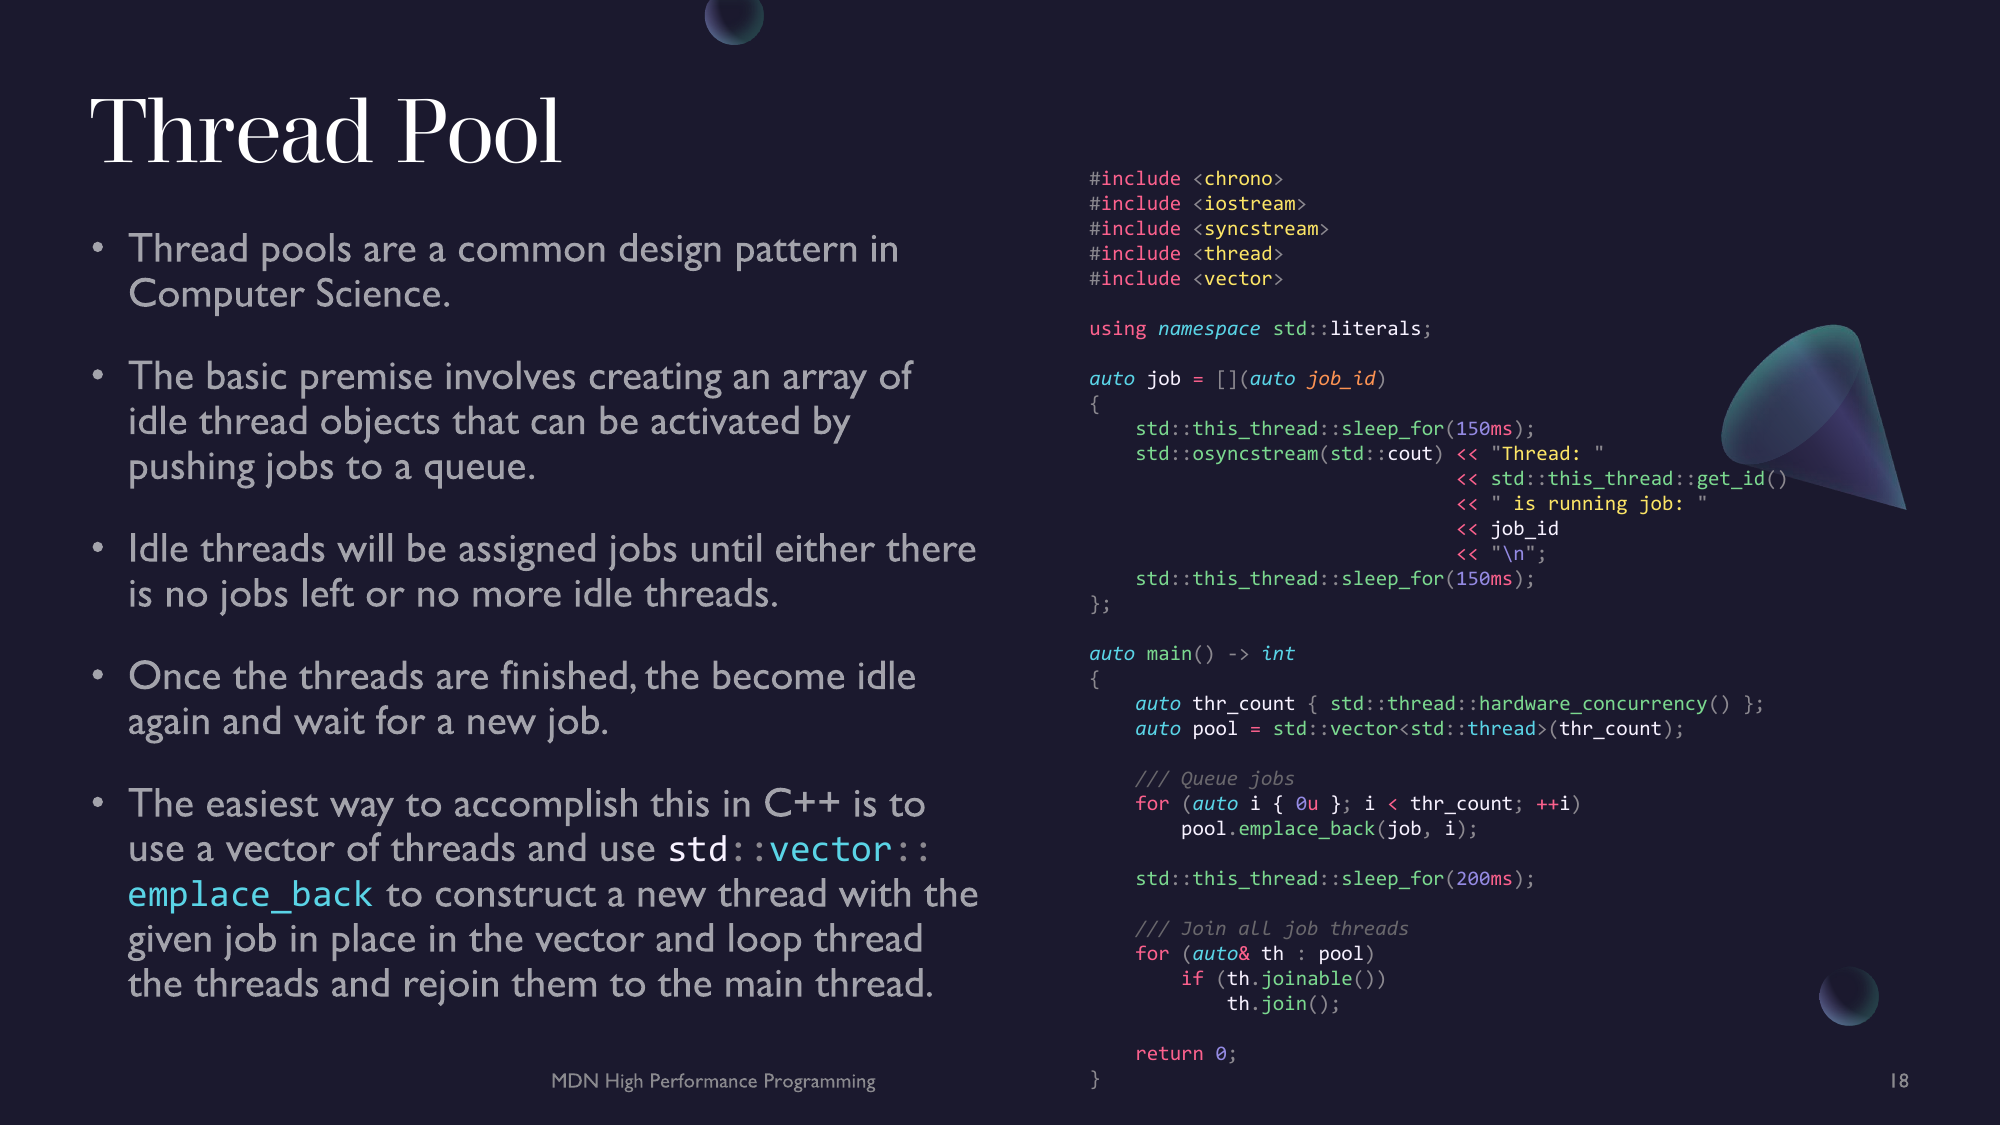 Thread Pool
• Thread pools are a common design pattern in
Computer Science.
• The basic premise involves creating an array of
idle thread objects that can be activated by
pushing jobs to a queue.
• Idle threads will be assigned jobs until either there
is no jobs left or no more idle threads.
• Once the threads are finished, the become idle
again and wait for a new job.
• The easiest way to accomplish this in C++ is to
use a vector of threads and use std::vector::
emplace_back to construct a new thread with the
given job in place in the vector and loop thread
the threads and rejoin them to the main thread.
#include <chrono>
#include <iostream>
#include <syncstream>
#include <thread>
#include <vector>
using namespace std::literals;
auto job = [](auto job_id)
{
    std::this_thread::sleep_for(150ms);
    std::osyncstream(std::cout) << "Thread: "
                                << std::this_thread::get_id()
                                << " is running job: "
                                << job_id
                                << "\n";
    std::this_thread::sleep_for(150ms);
};
auto main() -> int
{
    auto thr_count { std::thread::hardware_concurrency() };
    auto pool = std::vector<std::thread>(thr_count);
    /// Queue jobs
    for (auto i { 0u }; i < thr_count; ++i)
        pool.emplace_back(job, i);
    std::this_thread::sleep_for(200ms);
    /// Join all job threads
    for (auto& th : pool)
        if (th.joinable())
            th.join();
    return 0;
}
MDN High Performance Programming
18